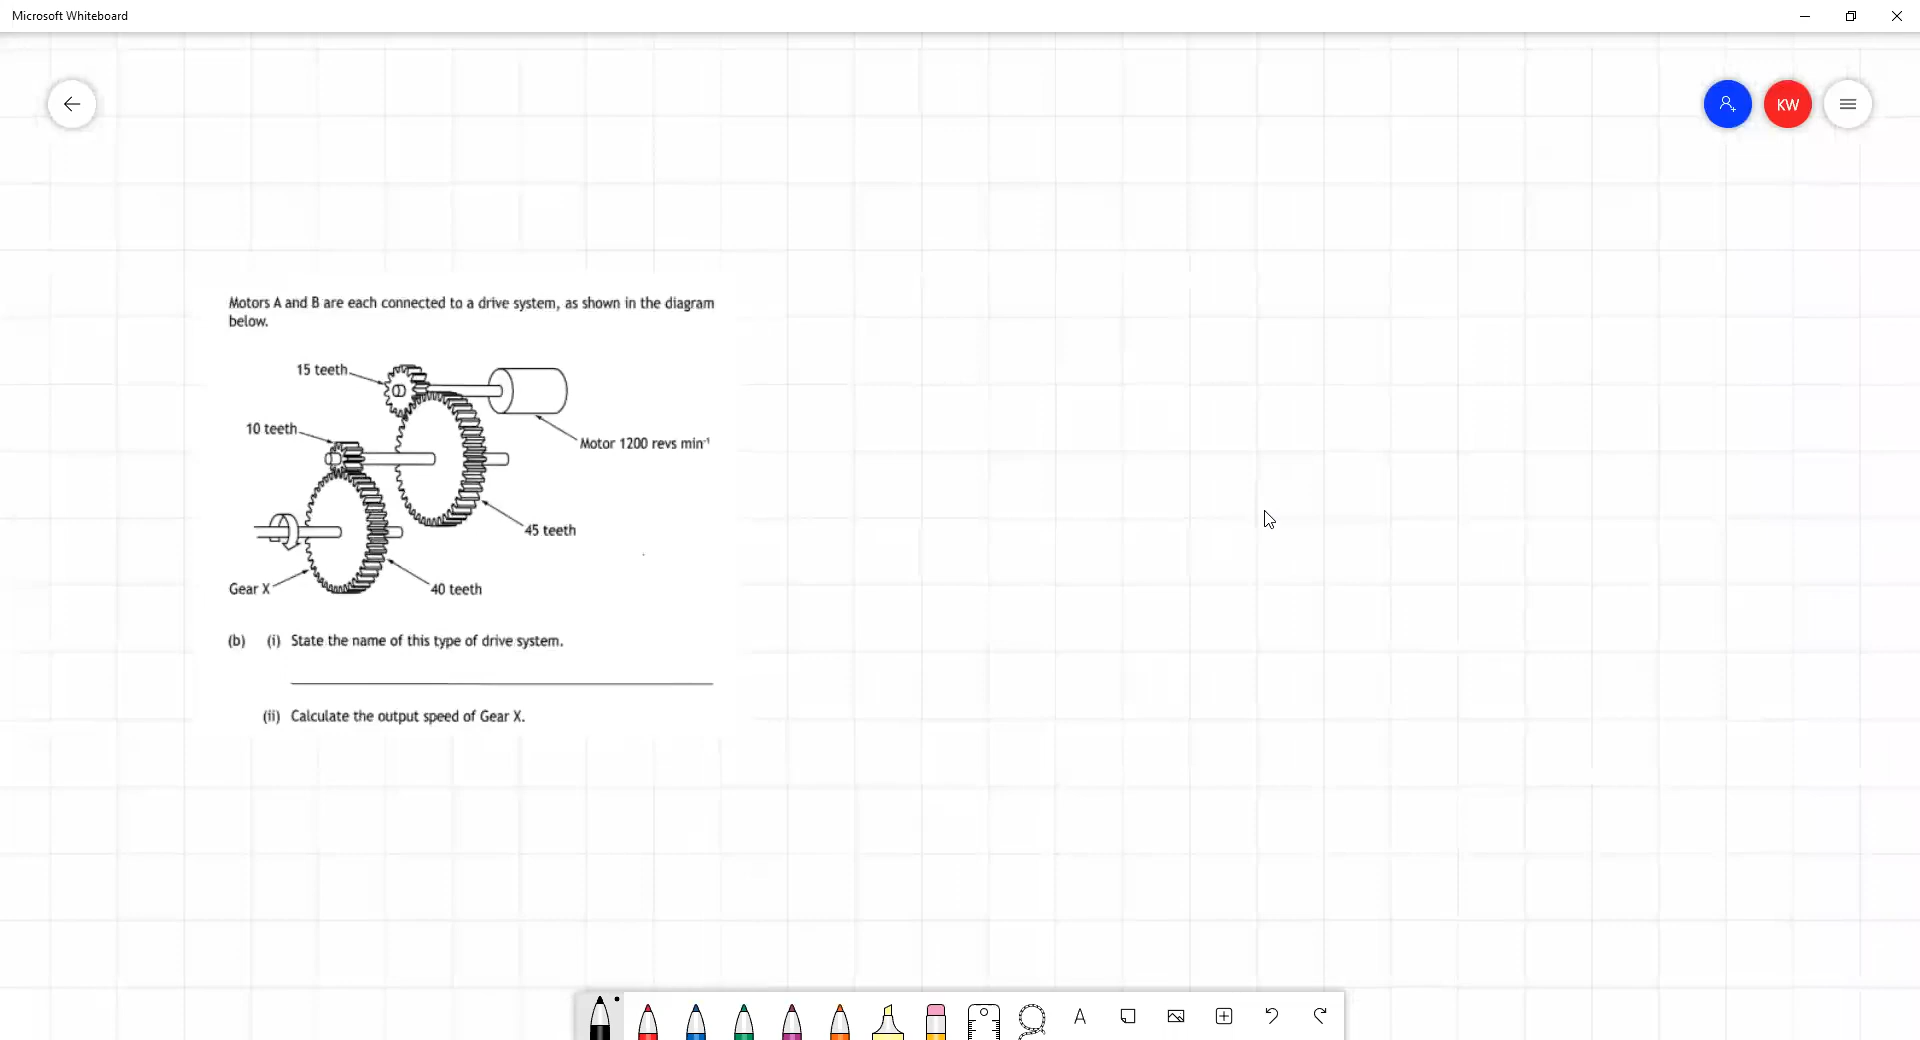 Microsoft Whiteboard
KW
Motors A and B are each connected to a drive system, as shown in the diagram
below.
15 teeth
10 teeth
Motor 1200 revs min⁻¹
45 teeth
Gear X
40 teeth
(b) (i) State the name of this type of drive system.
(ii) Calculate the output speed of Gear X.
A